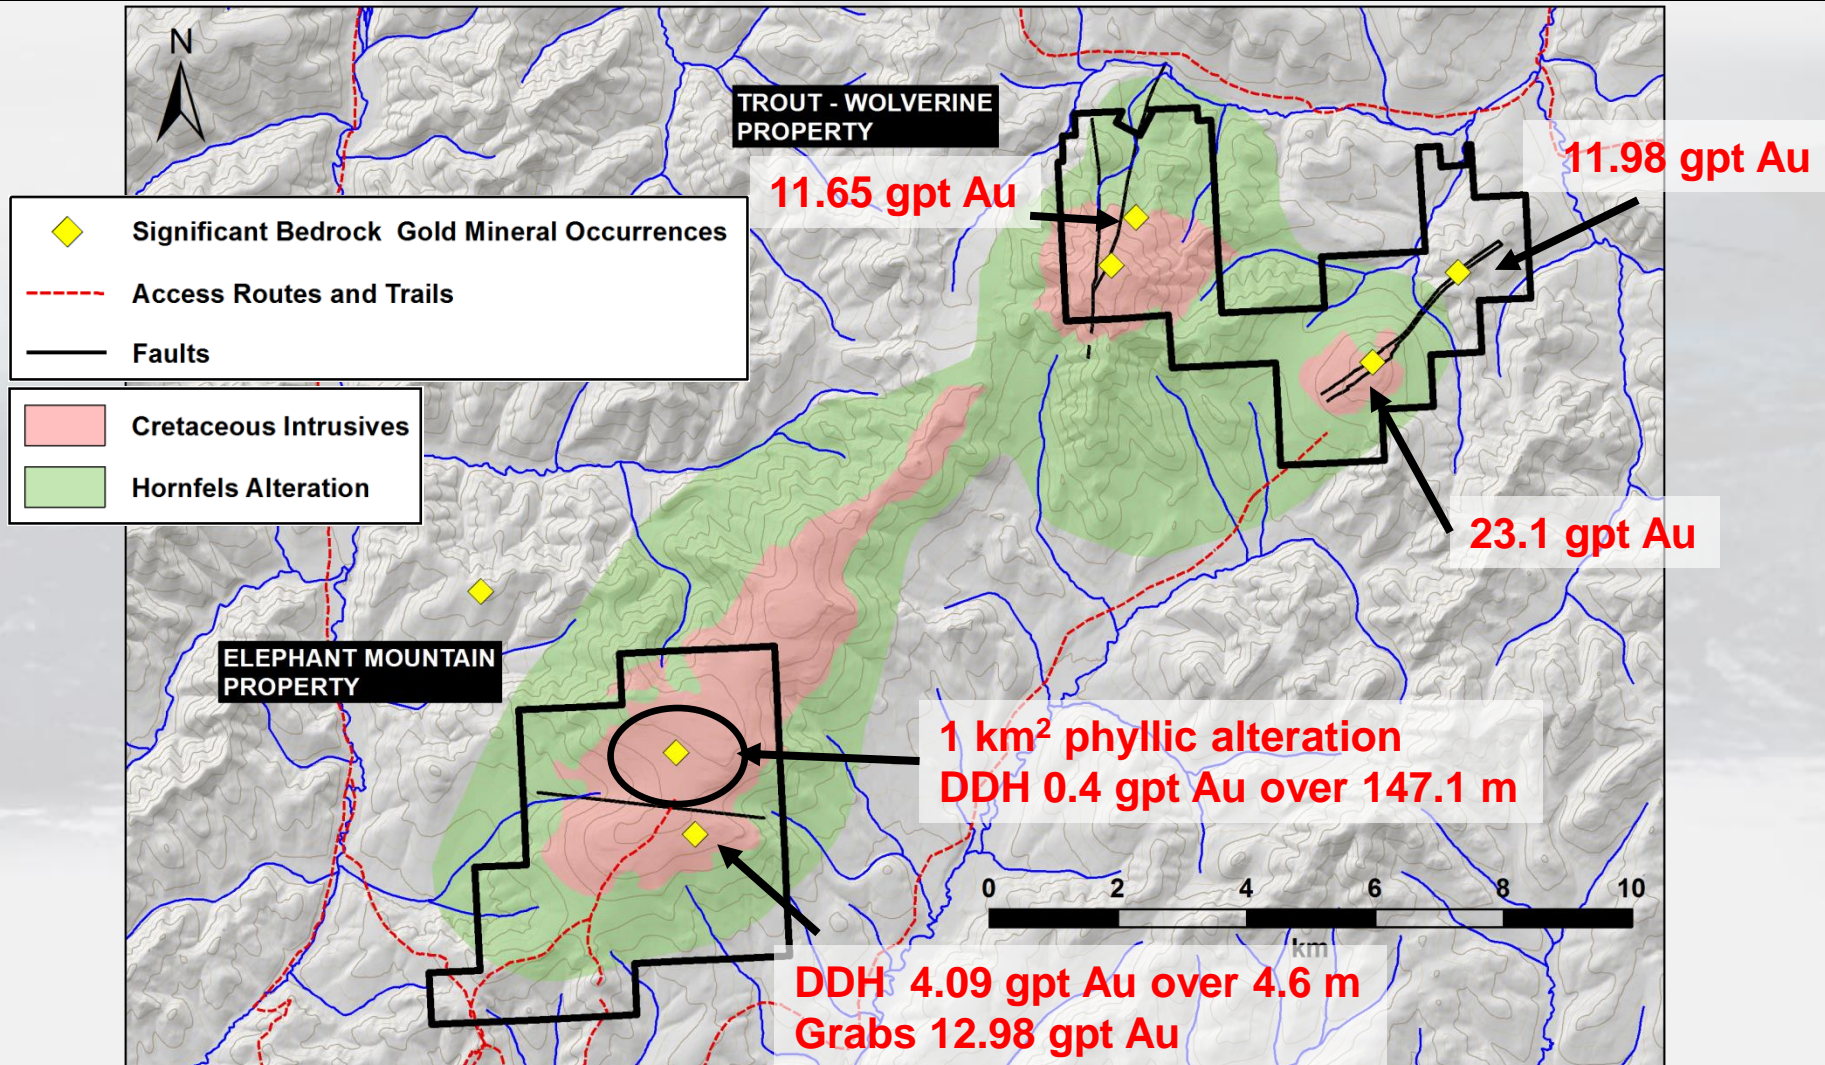 N
TROUT - WOLVERINE
PROPERTY
11.65 gpt Au
11.98 gpt Au
Significant Bedrock Gold Mineral Occurrences
Access Routes and Trails
Faults
Cretaceous Intrusives
Hornfels Alteration
23.1 gpt Au
ELEPHANT MOUNTAIN
PROPERTY
1 km² phyllic alteration
DDH 0.4 gpt Au over 147.1 m
0 2 4 6 8 10
km
DDH 4.09 gpt Au over 4.6 m
Grabs 12.98 gpt Au